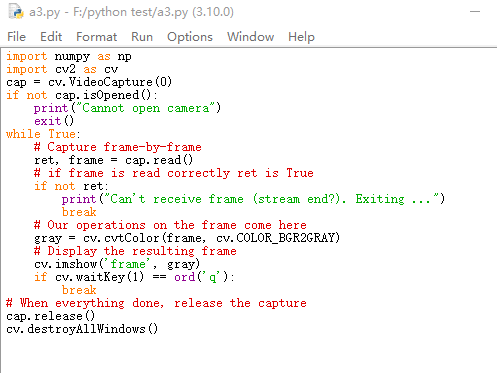 a3.py - F:/python test/a3.py (3.10.0)
File Edit Format Run Options Window Help
import numpy as np
import cv2 as cv
cap = cv.VideoCapture(0)
if not cap.isOpened():
    print("Cannot open camera")
    exit()
while True:
    # Capture frame-by-frame
    ret, frame = cap.read()
    # if frame is read correctly ret is True
    if not ret:
        print("Can't receive frame (stream end?). Exiting ...")
        break
    # Our operations on the frame come here
    gray = cv.cvtColor(frame, cv.COLOR_BGR2GRAY)
    # Display the resulting frame
    cv.imshow('frame', gray)
    if cv.waitKey(1) == ord('q'):
        break
# When everything done, release the capture
cap.release()
cv.destroyAllWindows()